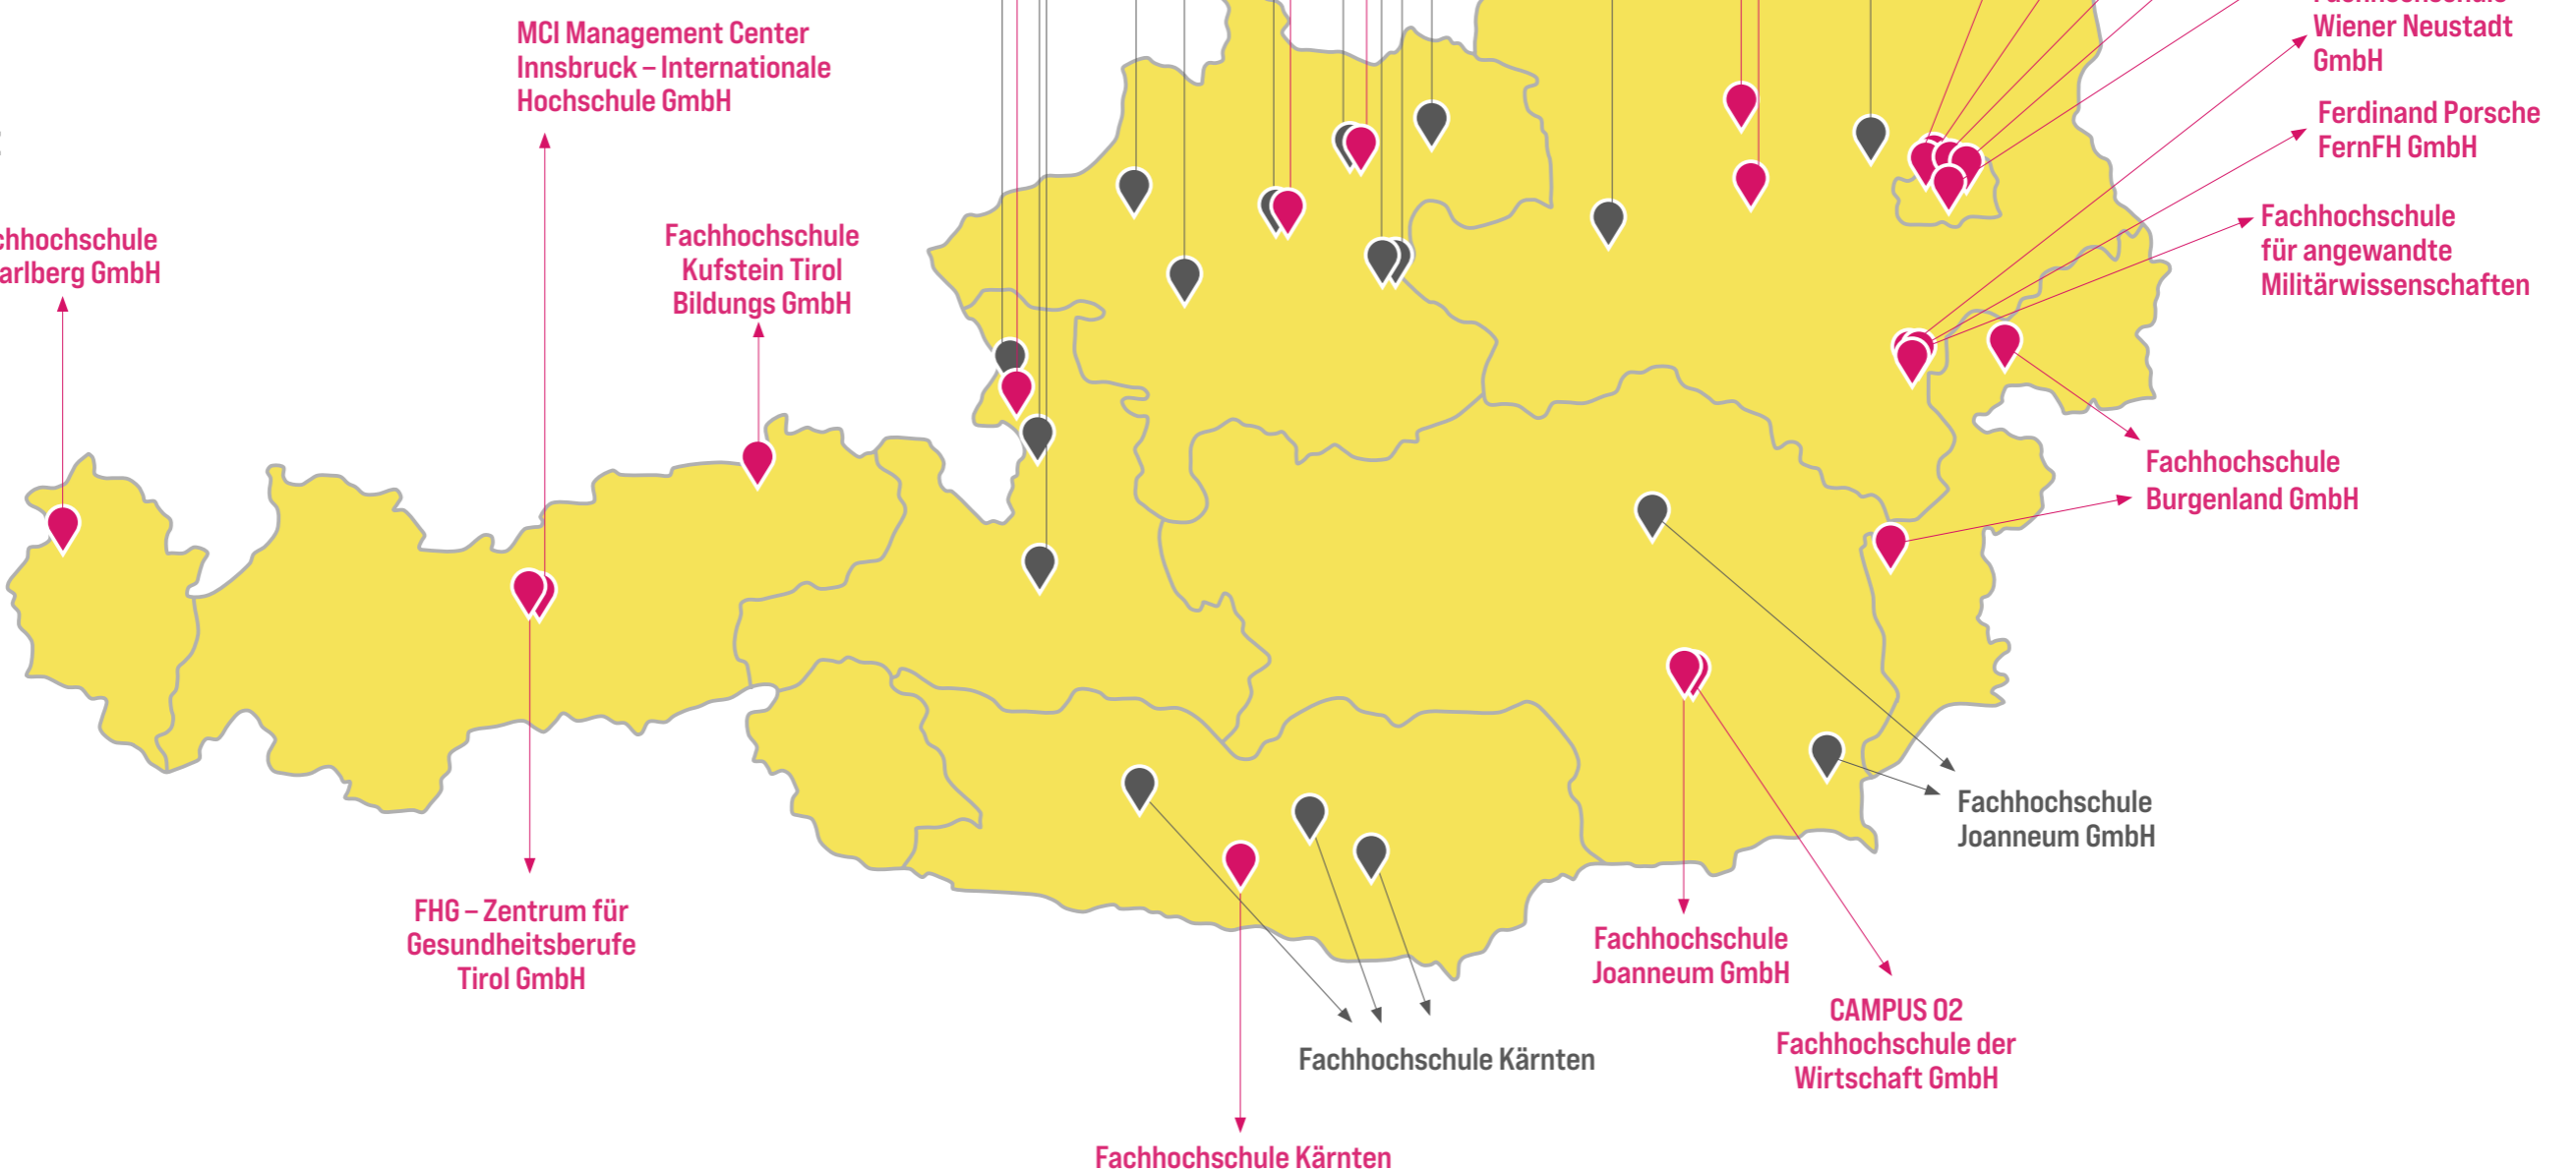 MCI Management Center
Innsbruck – Internationale
Hochschule GmbH
Wiener Neustadt
GmbH
Ferdinand Porsche
FernFH GmbH
Fachhochschule
für angewandte
Militärwissenschaften
chhochschule
arlberg GmbH
Fachhochschule
Kufstein Tirol
Bildungs GmbH
Fachhochschule
Burgenland GmbH
Fachhochschule
Joanneum GmbH
FHG – Zentrum für
Gesundheitsberufe
Tirol GmbH
Fachhochschule
Joanneum GmbH
CAMPUS 02
Fachhochschule der
Wirtschaft GmbH
Fachhochschule Kärnten
Fachhochschule Kärnten